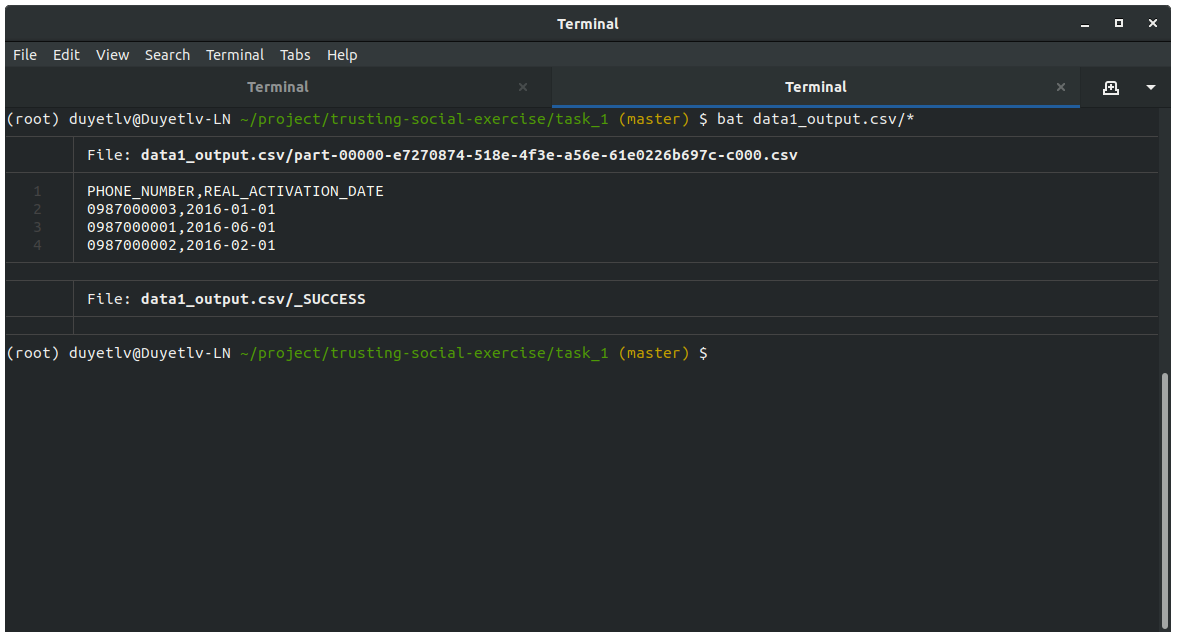 Terminal
File Edit View Search Terminal Tabs Help
Terminal Terminal
(root) duyetlv@Duyetlv-LN ~/project/trusting-social-exercise/task_1 (master) $ bat data1_output.csv/*
File: data1_output.csv/part-00000-e7270874-518e-4f3e-a56e-61e0226b697c-c000.csv
1 PHONE_NUMBER,REAL_ACTIVATION_DATE
2 0987000003,2016-01-01
3 0987000001,2016-06-01
4 0987000002,2016-02-01
File: data1_output.csv/_SUCCESS
(root) duyetlv@Duyetlv-LN ~/project/trusting-social-exercise/task_1 (master) $